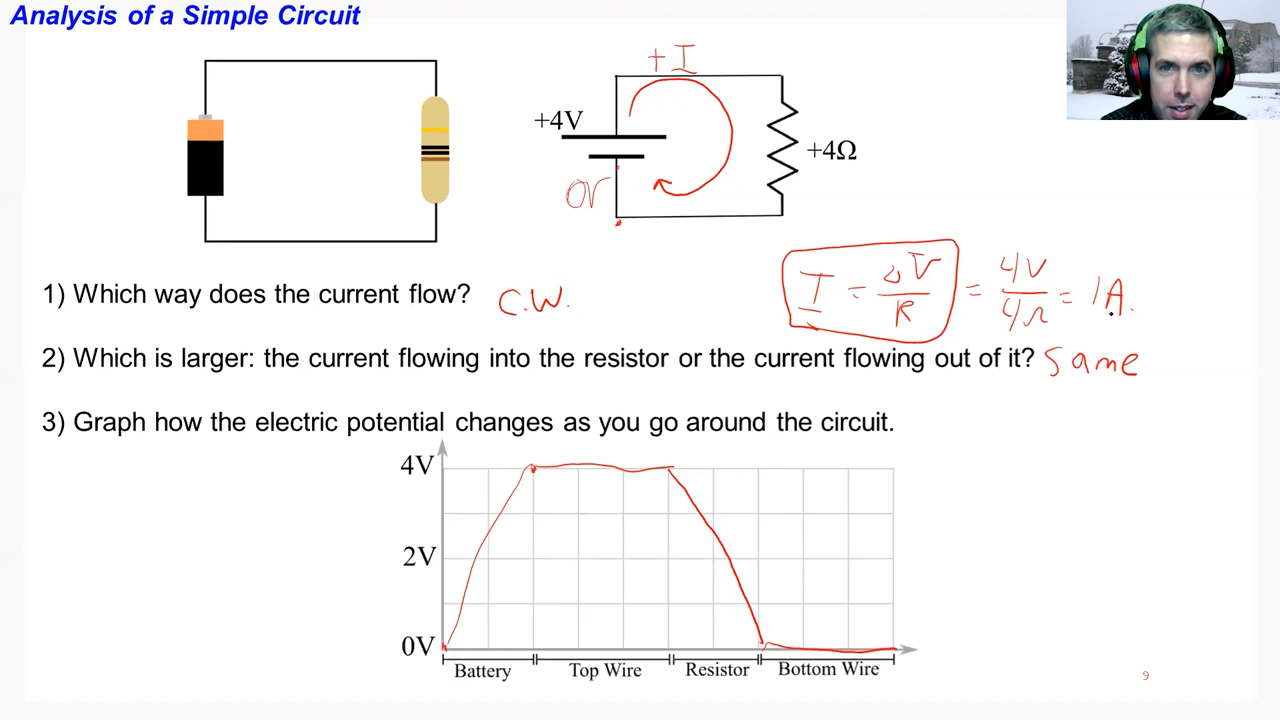 Analysis of a Simple Circuit
+I
+4V
+4Ω
0V
I = ΔV/R = 4V/4Ω = 1A.
1) Which way does the current flow? C.W.
2) Which is larger: the current flowing into the resistor or the current flowing out of it? Same
3) Graph how the electric potential changes as you go around the circuit.
4V
2V
0V
Battery Top Wire Resistor Bottom Wire
9